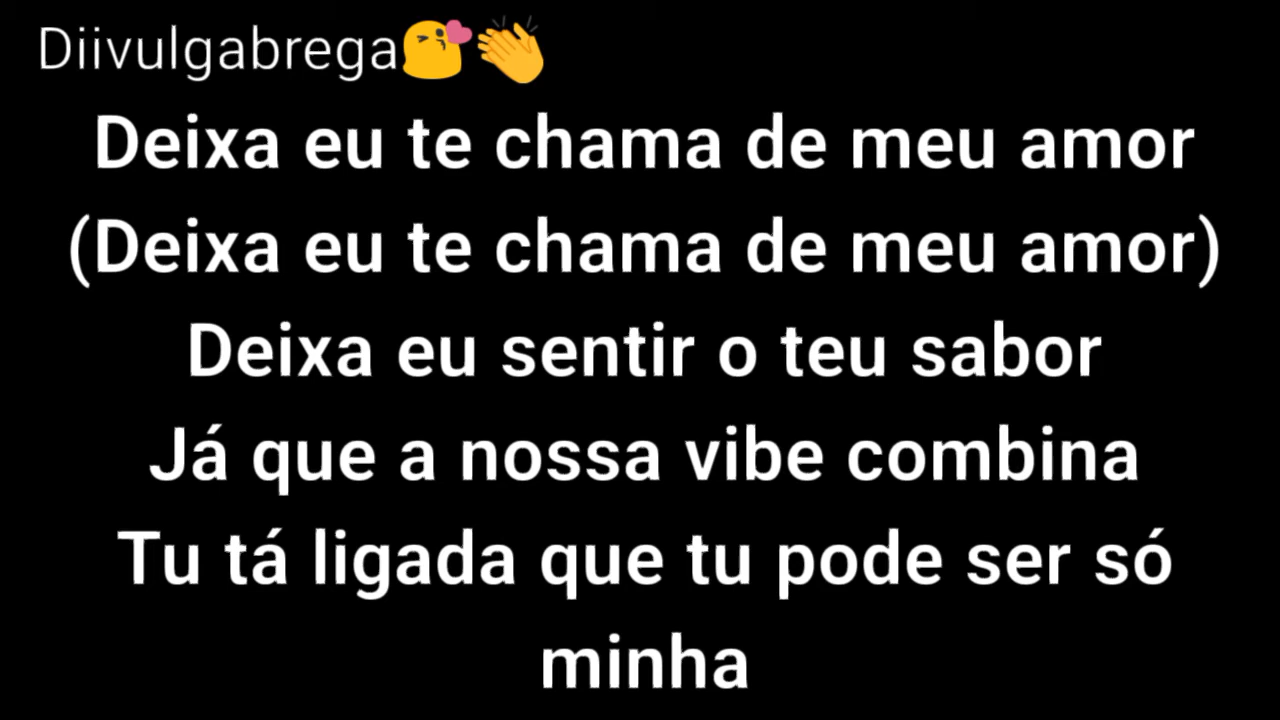 Diivulgabrega😘👏
Deixa eu te chama de meu amor
(Deixa eu te chama de meu amor)
Deixa eu sentir o teu sabor
Já que a nossa vibe combina
Tu tá ligada que tu pode ser só
minha